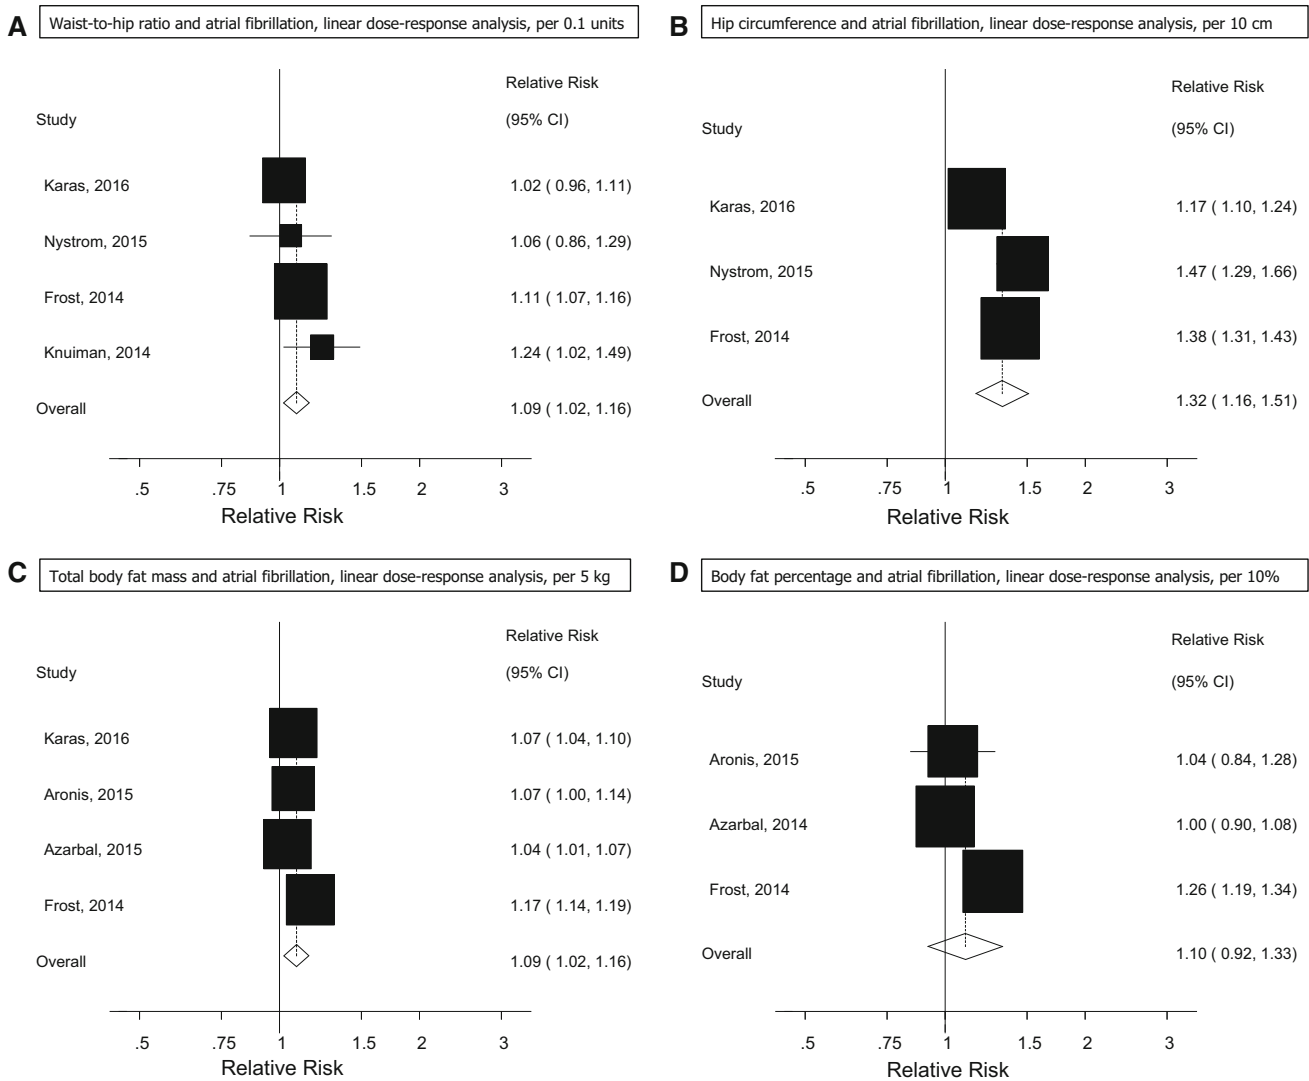 A Waist-to-hip ratio and atrial fibrillation, linear dose-response analysis, per 0.1 units
Relative Risk
Study (95% CI)
Karas, 2016 1.02 ( 0.96, 1.11)
Nystrom, 2015 1.06 ( 0.86, 1.29)
Frost, 2014 1.11 ( 1.07, 1.16)
Knuiman, 2014 1.24 ( 1.02, 1.49)
Overall 1.09 ( 1.02, 1.16)
.5 .75 1 1.5 2 3
Relative Risk
B Hip circumference and atrial fibrillation, linear dose-response analysis, per 10 cm
Relative Risk
Study (95% CI)
Karas, 2016 1.17 ( 1.10, 1.24)
Nystrom, 2015 1.47 ( 1.29, 1.66)
Frost, 2014 1.38 ( 1.31, 1.43)
Overall 1.32 ( 1.16, 1.51)
.5 .75 1 1.5 2 3
Relative Risk
C Total body fat mass and atrial fibrillation, linear dose-response analysis, per 5 kg
Relative Risk
Study (95% CI)
Karas, 2016 1.07 ( 1.04, 1.10)
Aronis, 2015 1.07 ( 1.00, 1.14)
Azarbal, 2015 1.04 ( 1.01, 1.07)
Frost, 2014 1.17 ( 1.14, 1.19)
Overall 1.09 ( 1.02, 1.16)
.5 .75 1 1.5 2 3
Relative Risk
D Body fat percentage and atrial fibrillation, linear dose-response analysis, per 10%
Relative Risk
Study (95% CI)
Aronis, 2015 1.04 ( 0.84, 1.28)
Azarbal, 2014 1.00 ( 0.90, 1.08)
Frost, 2014 1.26 ( 1.19, 1.34)
Overall 1.10 ( 0.92, 1.33)
.5 .75 1 1.5 2 3
Relative Risk